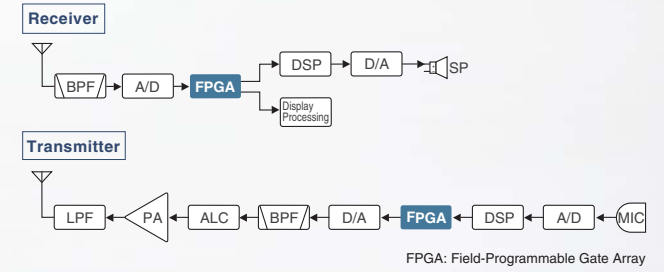 Receiver
BPF A/D FPGA DSP D/A SP
Display
Processing
Transmitter
LPF PA ALC BPF D/A FPGA DSP A/D MIC
FPGA: Field-Programmable Gate Array